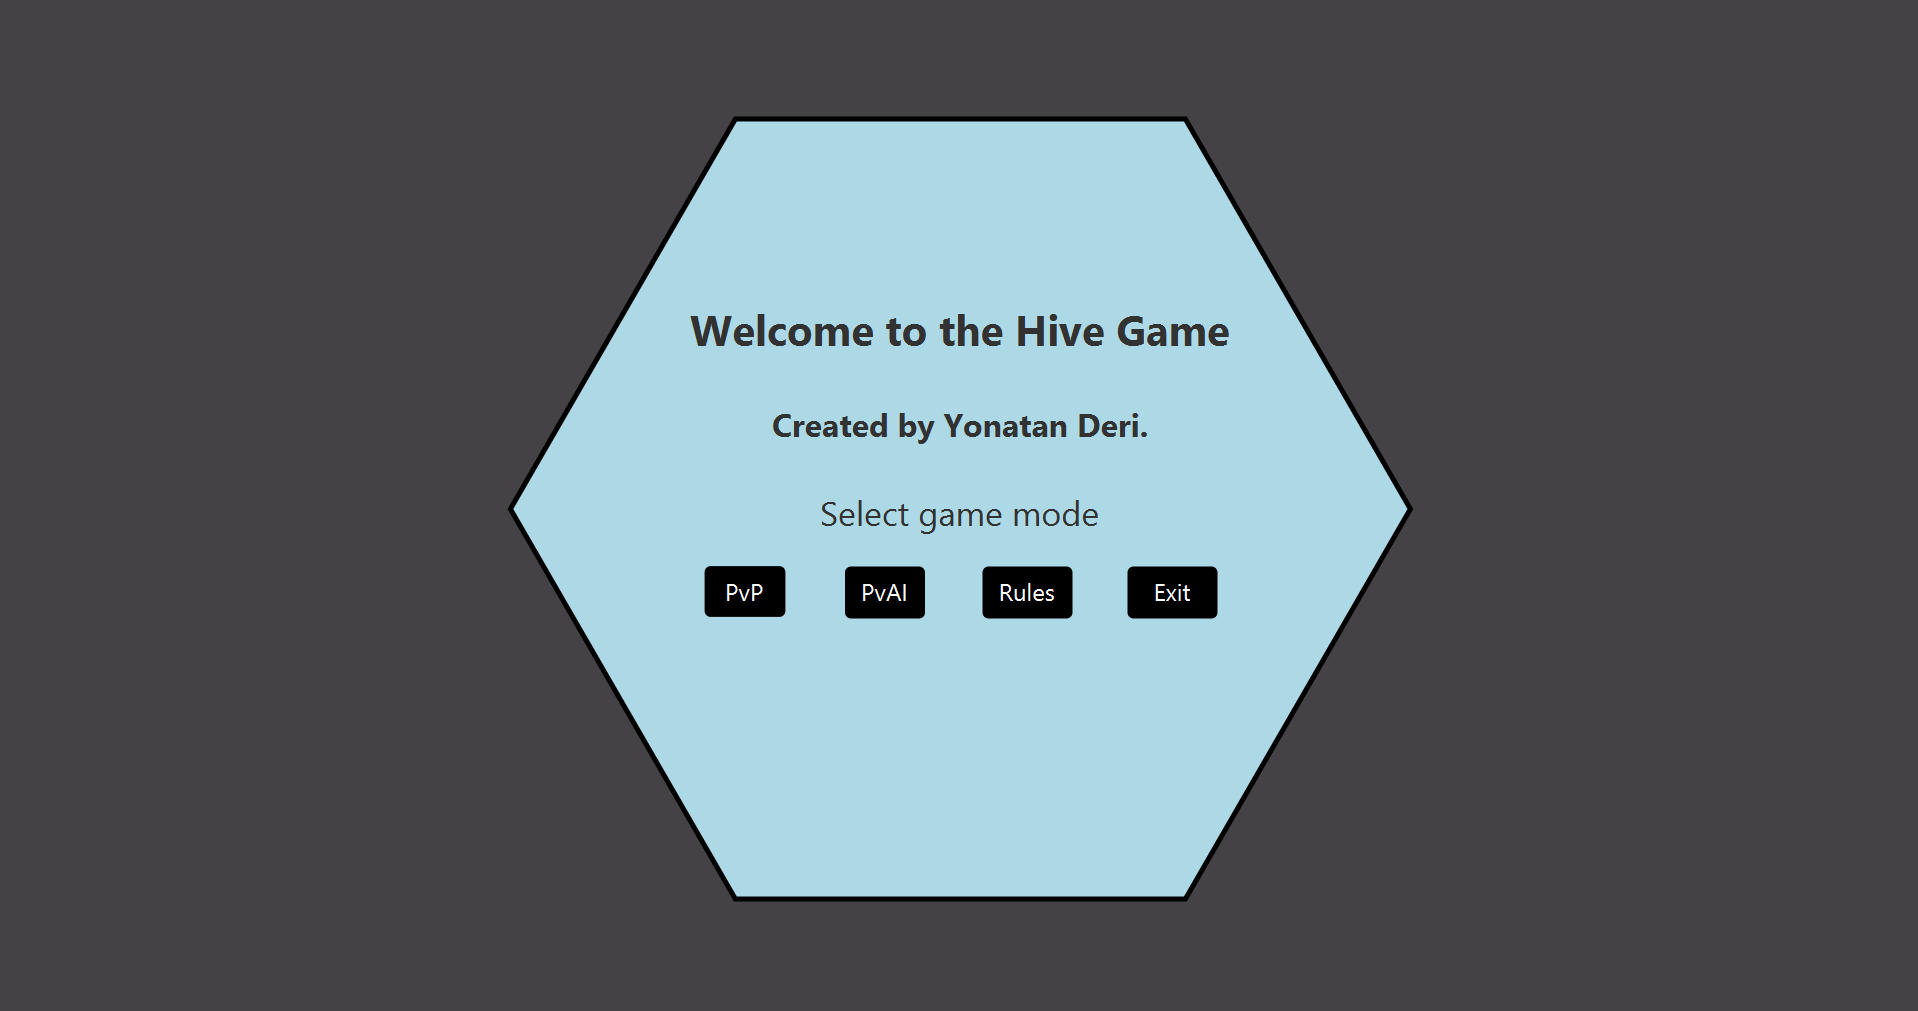 Welcome to the Hive Game
Created by Yonatan Deri.
Select game mode
PvP PvAI Rules Exit